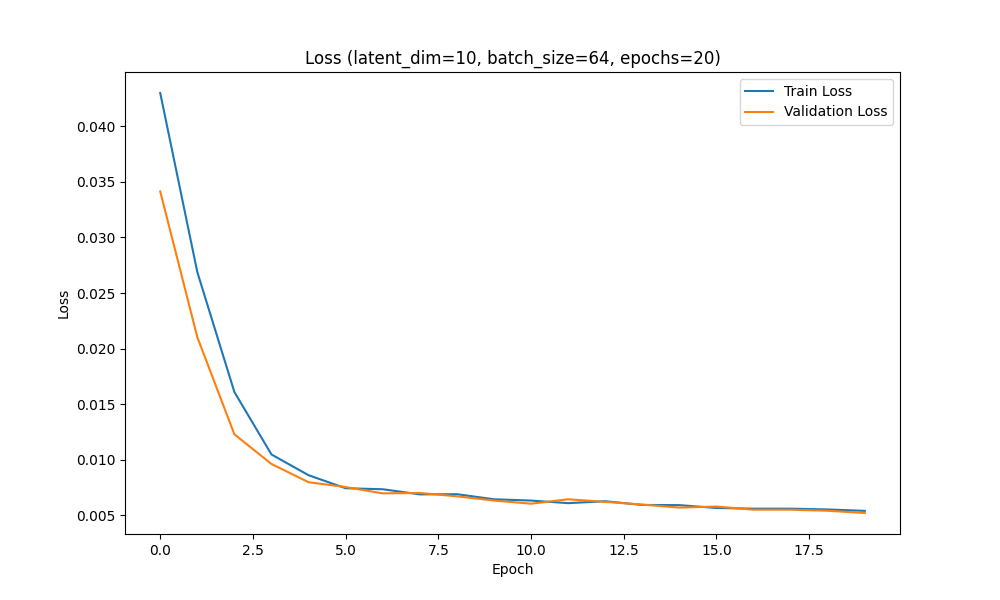 Loss (latent_dim=10, batch_size=64, epochs=20)
Train Loss
Validation Loss
Loss
0.040
0.035
0.030
0.025
0.020
0.015
0.010
0.005
0.0 2.5 5.0 7.5 10.0 12.5 15.0 17.5
Epoch